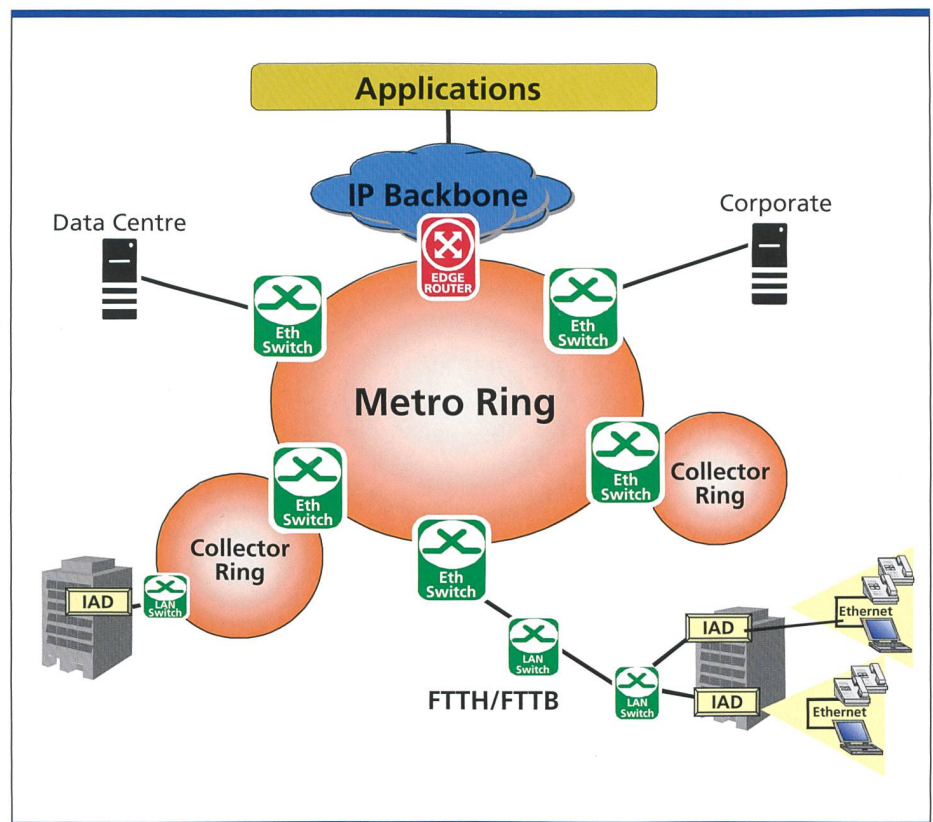 Applications
IP Backbone
Data Centre
Corporate
EDGE
ROUTER
Eth
Switch
Eth
Switch
Metro Ring
Eth
Switch
Eth
Switch
Collector
Ring
Collector
Ring
Eth
Switch
IAD
LAN
Switch
LAN
Switch
FTTH/FTTB
LAN
Switch
IAD
IAD
Ethernet
Ethernet